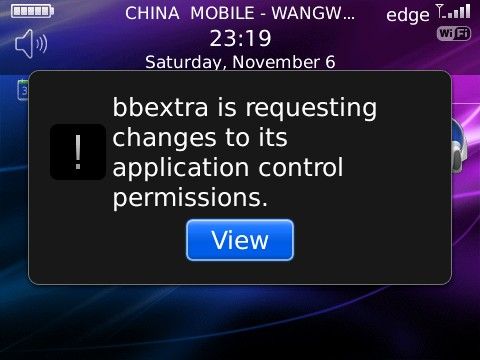 CHINA MOBILE - WANGW...
edge
23:19
WiFi
Saturday, November 6
3
bbextra is requesting
changes to its
application control
permissions.
!
View